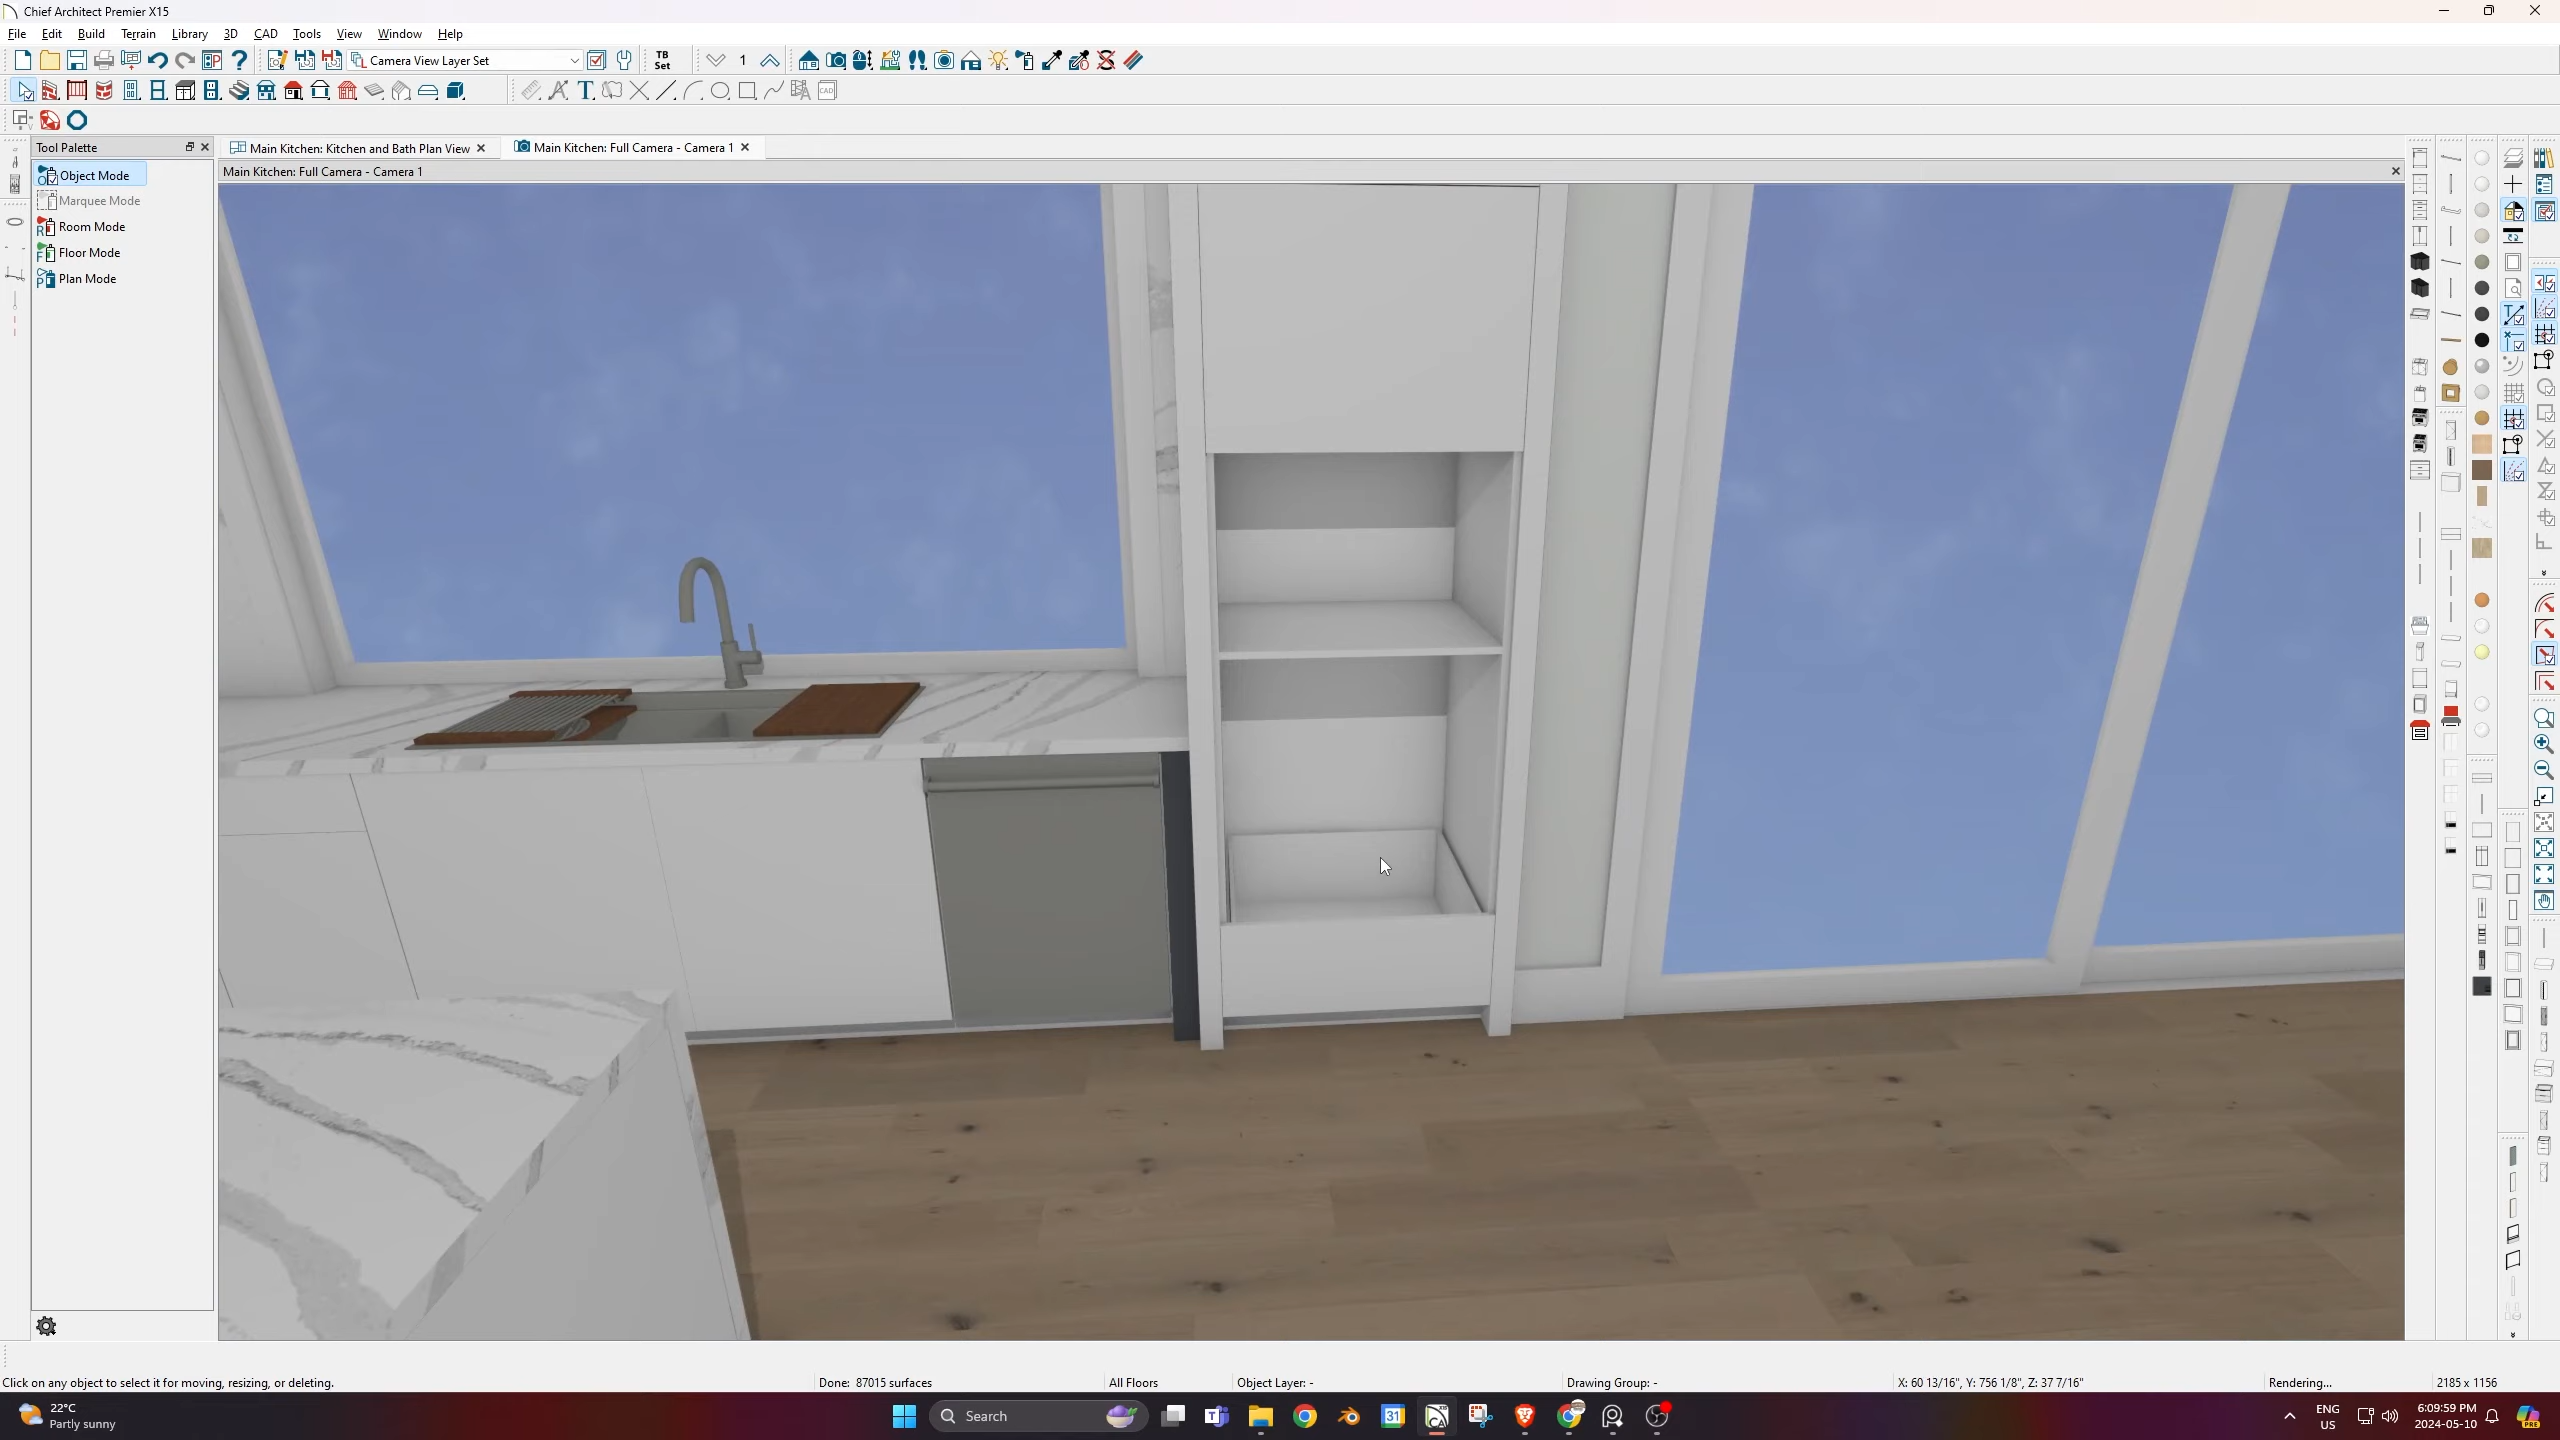 Chief Architect Premier X15
File Edit Build Terrain Library 3D CAD Tools View Window Help
Camera View Layer Set
TB Set
1
CAD
Tool Palette
Main Kitchen: Kitchen and Bath Plan View
Main Kitchen: Full Camera - Camera 1
Main Kitchen: Full Camera - Camera 1
Object Mode
Marquee Mode
Room Mode
Floor Mode
Plan Mode
Click on any object to select it for moving, resizing, or deleting.
Done: 87015 surfaces
All Floors
Object Layer: -
Drawing Group: -
X: 60 13/16", Y: 756 1/8", Z: 37 7/16"
Rendering...
2185 x 1156
22°C
Partly sunny
Search
31
ENG
US
6:09:59 PM
2024-05-10
PRE